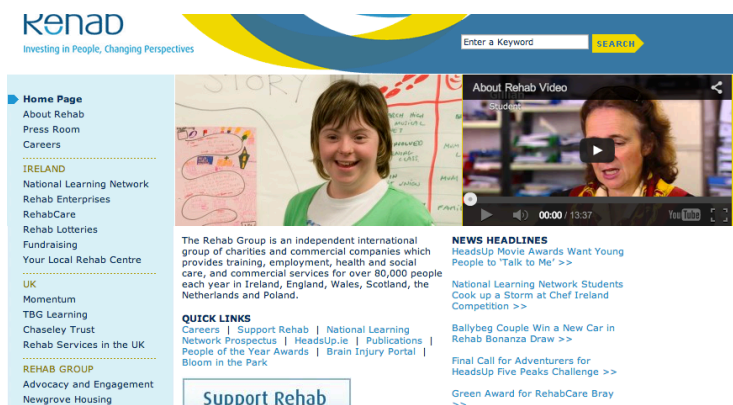 Rehab
Investing in People, Changing Perspectives
Enter a Keyword
SEARCH
Home Page
About Rehab
Press Room
Careers
IRELAND
National Learning Network
Rehab Enterprises
RehabCare
Rehab Lotteries
Fundraising
Your Local Rehab Centre
UK
Momentum
TBG Learning
Chaseley Trust
Rehab Services in the UK
REHAB GROUP
Advocacy and Engagement
Newgrove Housing
STORY
About Rehab Video
Student
00:00 / 13:37
YouTube
The Rehab Group is an independent international
group of charities and commercial companies which
provides training, employment, health and social
care, and commercial services for over 80,000 people
each year in Ireland, England, Wales, Scotland, the
Netherlands and Poland.
QUICK LINKS
Careers | Support Rehab | National Learning
Network Prospectus | HeadsUp.ie | Publications |
People of the Year Awards | Brain Injury Portal |
Bloom in the Park
Support Rehab
NEWS HEADLINES
HeadsUp Movie Awards Want Young
People to 'Talk to Me' >>
National Learning Network Students
Cook up a Storm at Chef Ireland
Competition >>
Ballybeg Couple Win a New Car in
Rehab Bonanza Draw >>
Final Call for Adventurers for
HeadsUp Five Peaks Challenge >>
Green Award for RehabCare Bray
>>